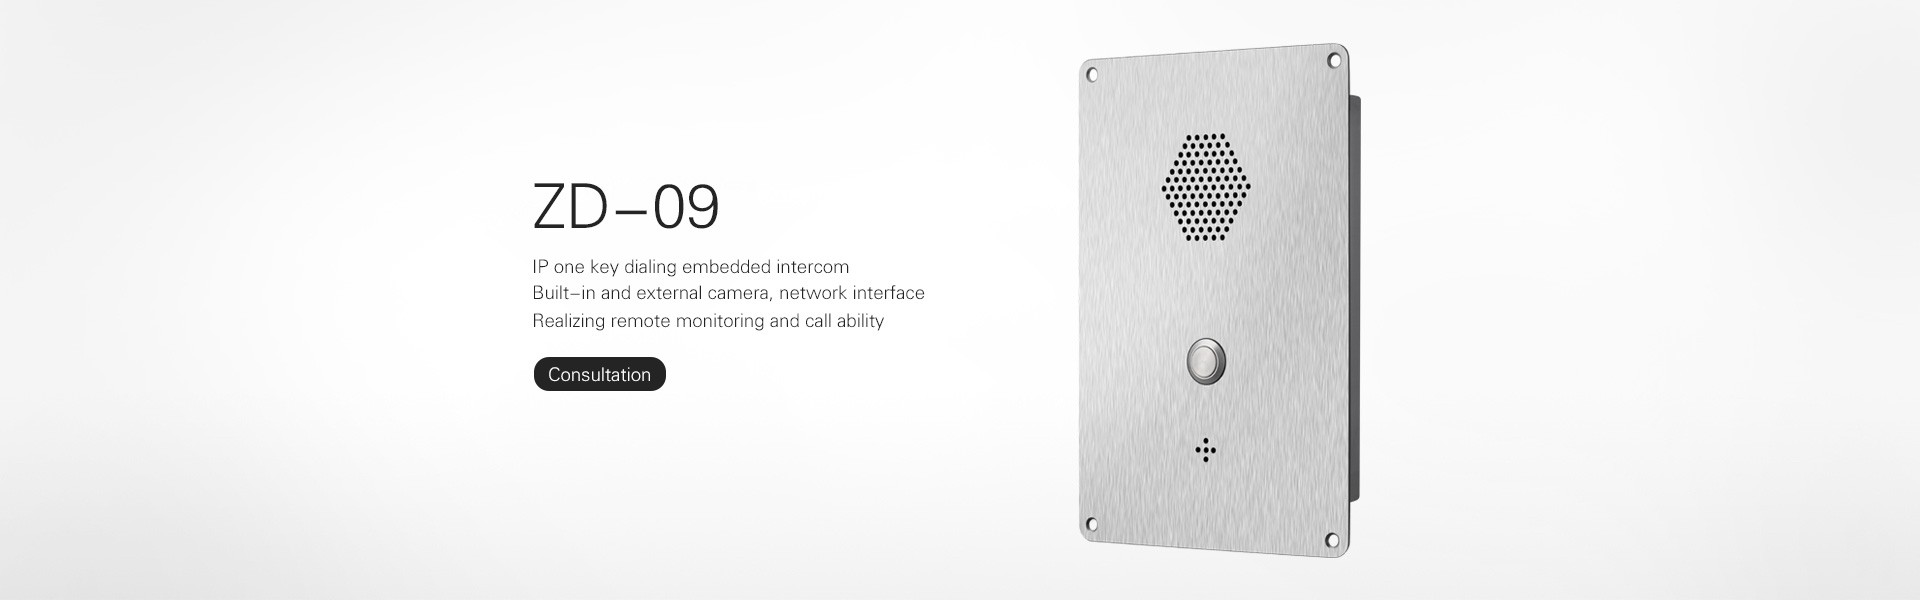 ZD-09
IP one key dialing embedded intercom
Built-in and external camera, network interface
Realizing remote monitoring and call ability
Consultation